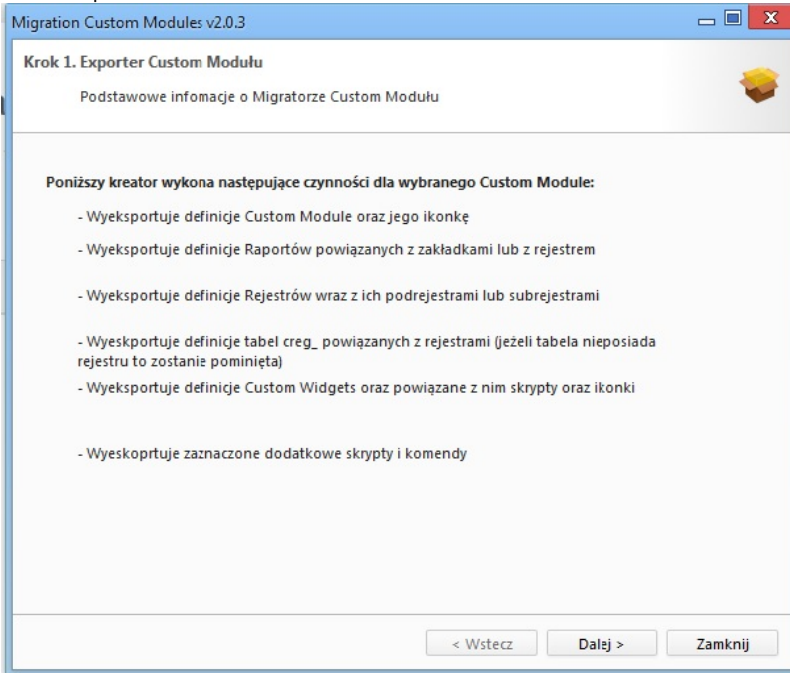 Migration Custom Modules v2.0.3
Krok 1. Exporter Custom Modułu
Podstawowe infomacje o Migratorze Custom Modułu
Poniższy kreator wykona następujące czynności dla wybranego Custom Module:
- Wyeksportuje definicje Custom Module oraz jego ikonkę
- Wyeksportuje definicje Raportów powiązanych z zakładkami lub z rejestrem
- Wyeksportuje definicje Rejestrów wraz z ich podrejestrami lub subrejestrami
- Wyeskportuje definicje tabel creg_ powiązanych z rejestrami (jeżeli tabela nieposiada
rejestru to zostanie pominięta)
- Wyeksportuje definicje Custom Widgets oraz powiązane z nim skrypty oraz ikonki
- Wyeskoprtuje zaznaczone dodatkowe skrypty i komendy
< Wstecz
Dalej >
Zamknij